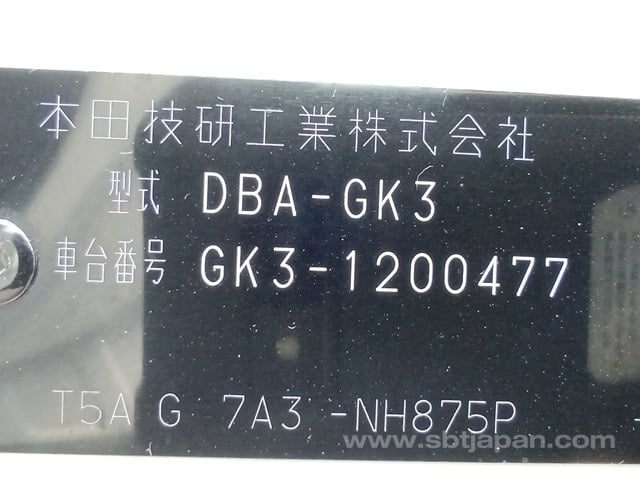 本田技研工業株式会社
型式 DBA-GK3
車台番号 GK3-1200477
T5A G 7A3 -NH875P
www.sbtjapan.com